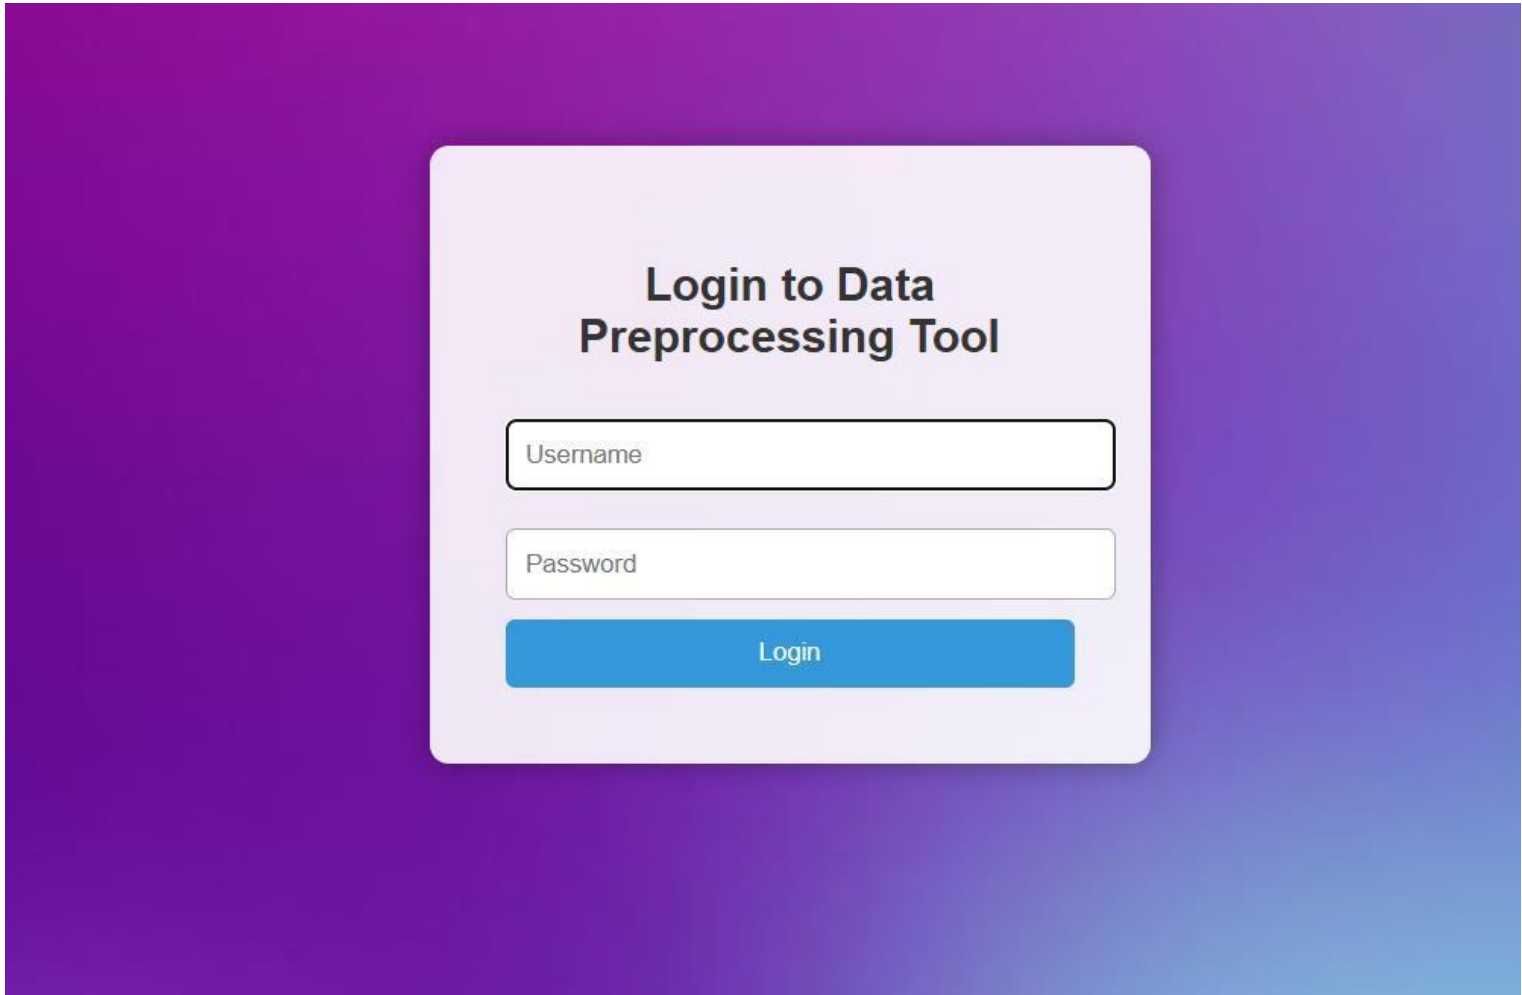 Login to Data
Preprocessing Tool
Username
Password
Login